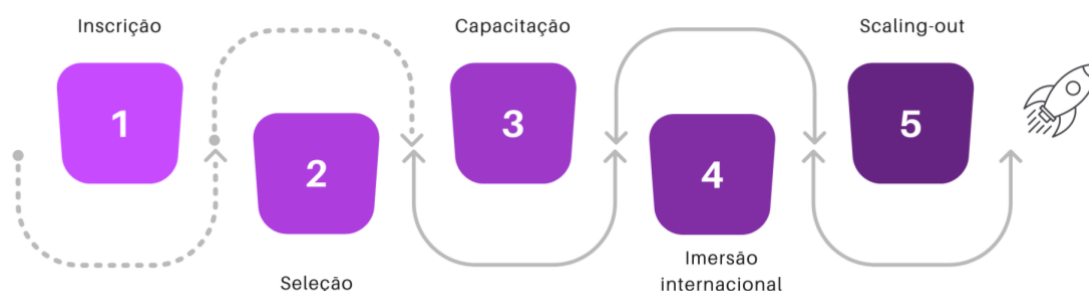 Inscrição
1
2
Seleção
Capacitação
3
4
Imersão
internacional
Scaling-out
5